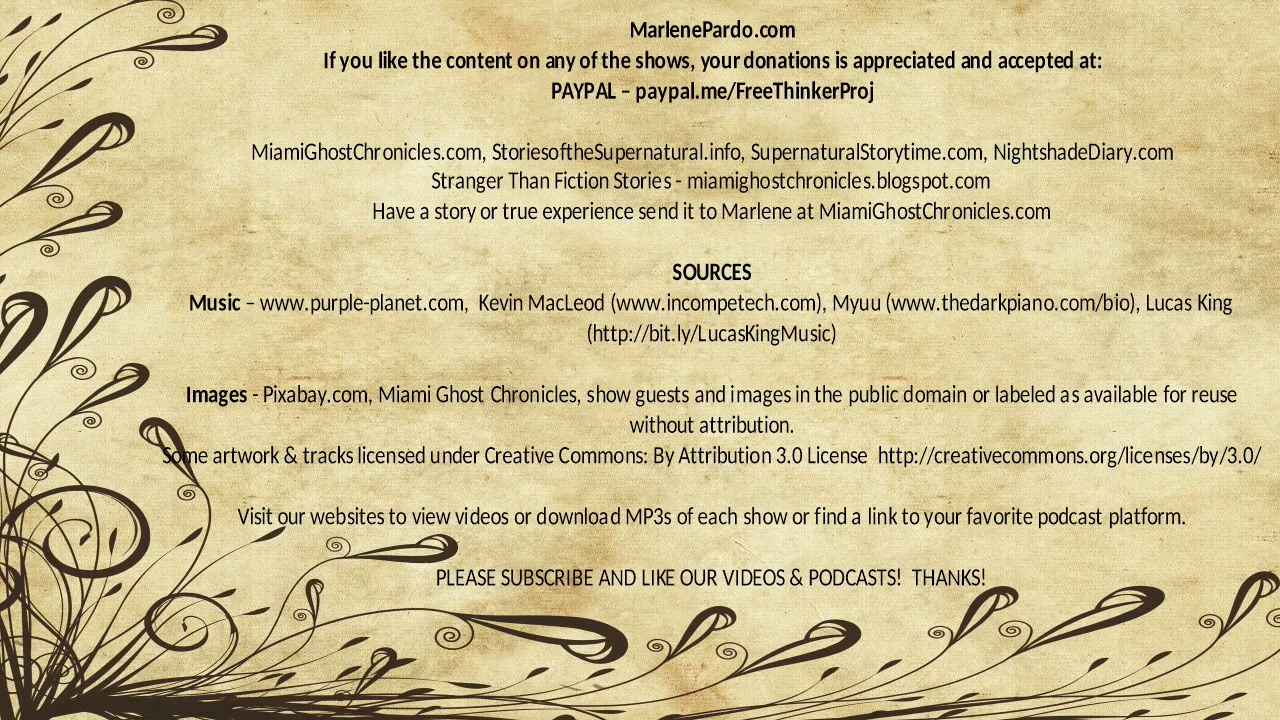 MarlenePardo.com
If you like the content on any of the shows, your donations is appreciated and accepted at:
PAYPAL – paypal.me/FreeThinkerProj
MiamiGhostChronicles.com, StoriesoftheSupernatural.info, SupernaturalStorytime.com, NightshadeDiary.com
Stranger Than Fiction Stories - miamighostchronicles.blogspot.com
Have a story or true experience send it to Marlene at MiamiGhostChronicles.com
SOURCES
Music – www.purple-planet.com,  Kevin MacLeod (www.incompetech.com), Myuu (www.thedarkpiano.com/bio), Lucas King
(http://bit.ly/LucasKingMusic)
Images - Pixabay.com, Miami Ghost Chronicles, show guests and images in the public domain or labeled as available for reuse
without attribution.
Some artwork & tracks licensed under Creative Commons: By Attribution 3.0 License  http://creativecommons.org/licenses/by/3.0/
Visit our websites to view videos or download MP3s of each show or find a link to your favorite podcast platform.
PLEASE SUBSCRIBE AND LIKE OUR VIDEOS & PODCASTS!  THANKS!